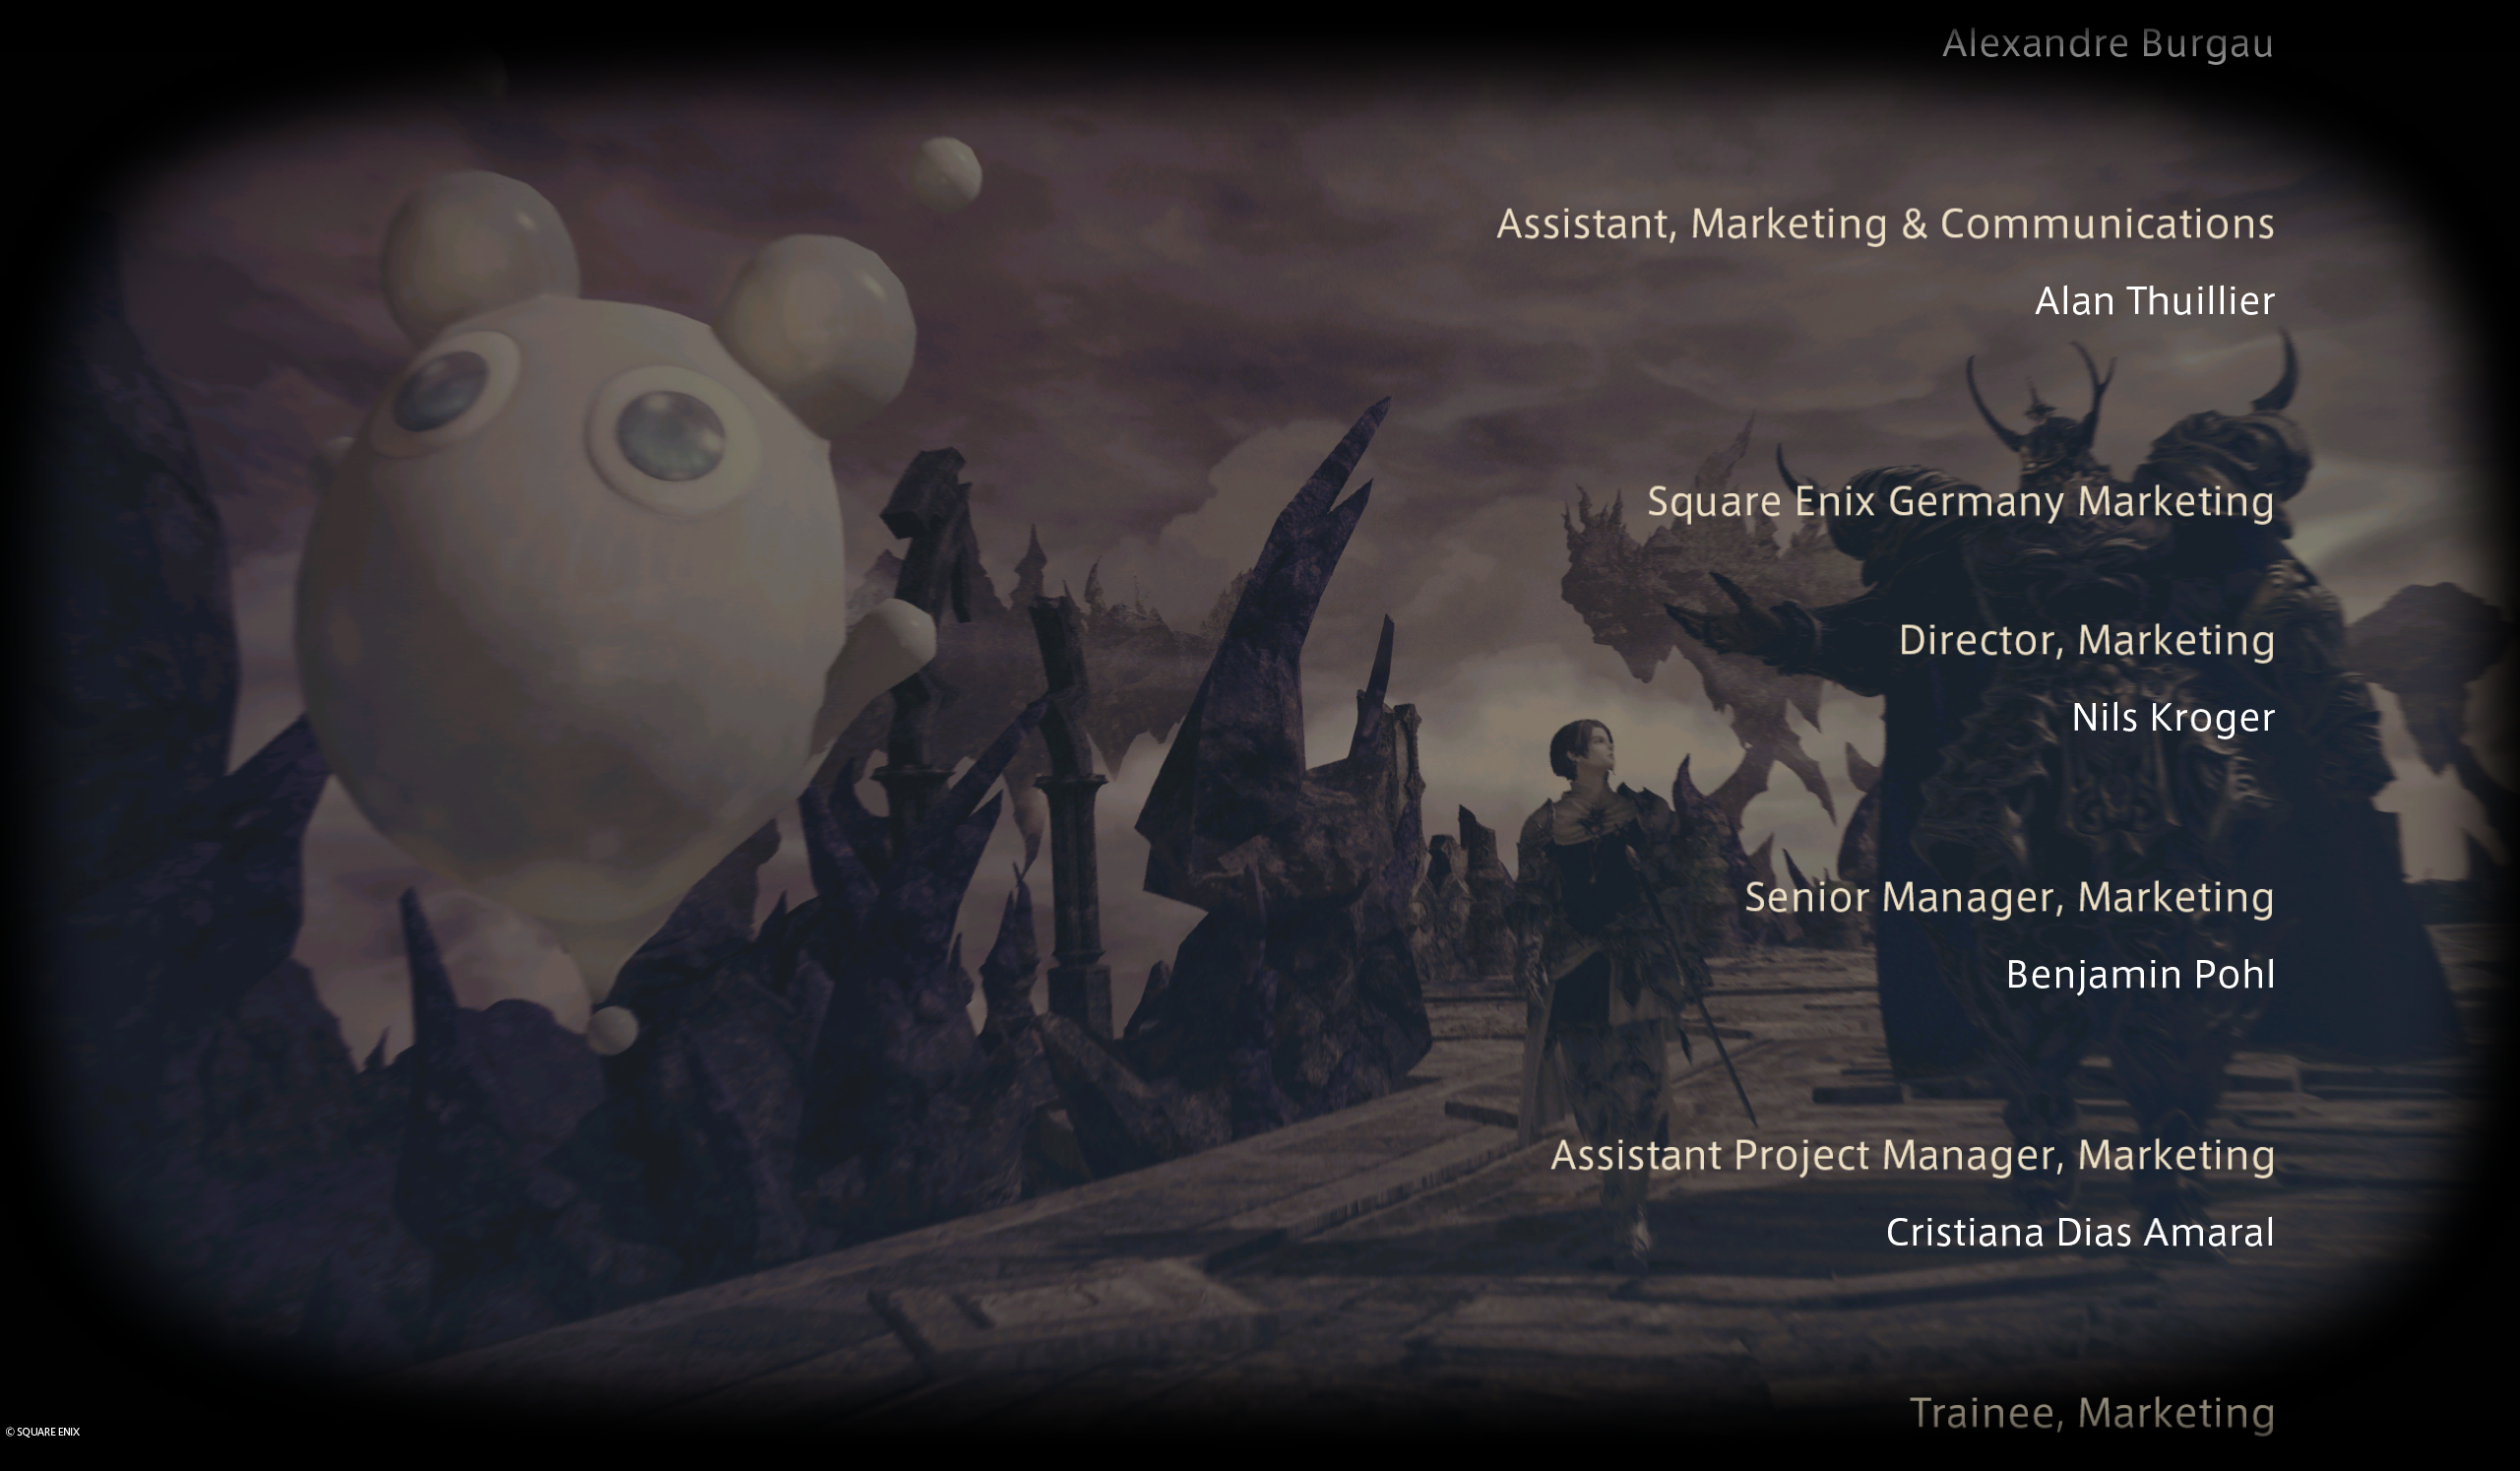 Alexandre Burgau
Assistant, Marketing & Communications
Alan Thuillier
Square Enix Germany Marketing
Director, Marketing
Nils Kroger
Senior Manager, Marketing
Benjamin Pohl
Assistant Project Manager, Marketing
Cristiana Dias Amaral
Trainee, Marketing
© SQUARE ENIX